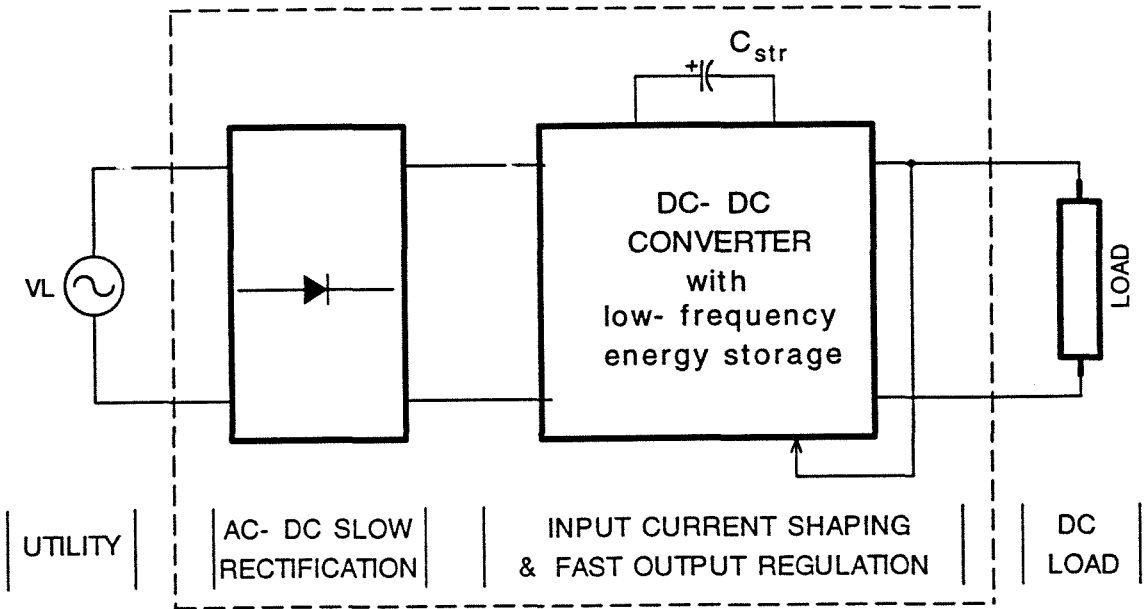 C_str
+
DC- DC
CONVERTER
with
low- frequency
energy storage
VL
LOAD
UTILITY
AC- DC SLOW
RECTIFICATION
INPUT CURRENT SHAPING
& FAST OUTPUT REGULATION
DC
LOAD